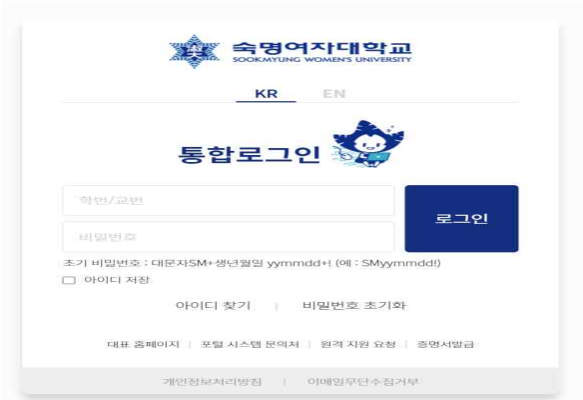 숙명여자대학교
SOOKMYUNG WOMEN'S UNIVERSITY
KR EN
통합로그인
학번/교번
로그인
비밀번호
초기 비밀번호 : 대문자SM+생년월일 yymmdd+! (예 : SMyymmdd!)
아이디 저장
아이디 찾기 | 비밀번호 초기화
대표 홈페이지 | 포털 시스템 문의처 | 원격 지원 요청 | 증명서발급
개인정보처리방침 | 이메일무단수집거부